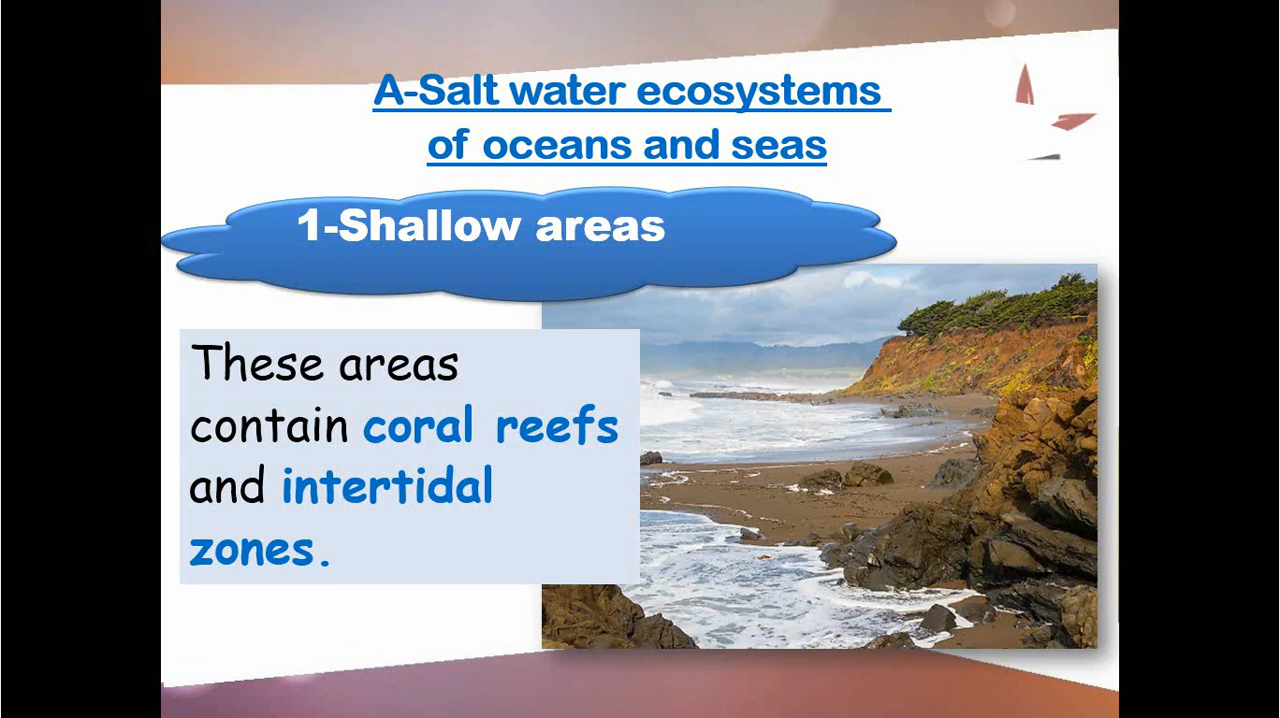 A-Salt water ecosystems
of oceans and seas
1-Shallow areas
These areas
contain coral reefs
and intertidal
zones.